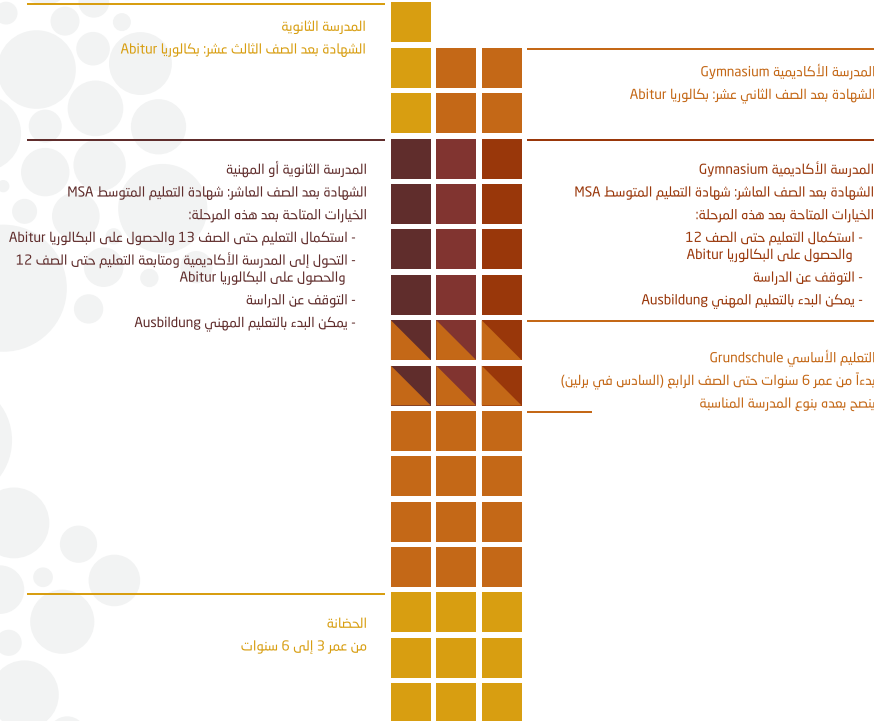 المدرسة الثانوية
الشهادة بعد الصف الثالث عشر: بكالوريا Abitur
المدرسة الأكاديمية Gymnasium
الشهادة بعد الصف الثاني عشر: بكالوريا Abitur
المدرسة الأكاديمية Gymnasium
الشهادة بعد الصف العاشر: شهادة التعليم المتوسط MSA
الخيارات المتاحة بعد هذه المرحلة:
- استكمال التعليم حتى الصف 12
والحصول على البكالوريا Abitur
- التوقف عن الدراسة
- يمكن البدء بالتعليم المهني Ausbildung
المدرسة الثانوية أو المهنية
الشهادة بعد الصف العاشر: شهادة التعليم المتوسط MSA
الخيارات المتاحة بعد هذه المرحلة:
- استكمال التعليم حتى الصف 13 والحصول على البكالوريا Abitur
- التحول إلى المدرسة الأكاديمية ومتابعة التعليم حتى الصف 12
والحصول على البكالوريا Abitur
- التوقف عن الدراسة
- يمكن البدء بالتعليم المهني Ausbildung
التعليم الأساسي Grundschule
بدءاً من عمر 6 سنوات حتى الصف الرابع (السادس في برلين)
ينصح بعده بنوع المدرسة المناسبة
الحضانة
من عمر 3 إلى 6 سنوات